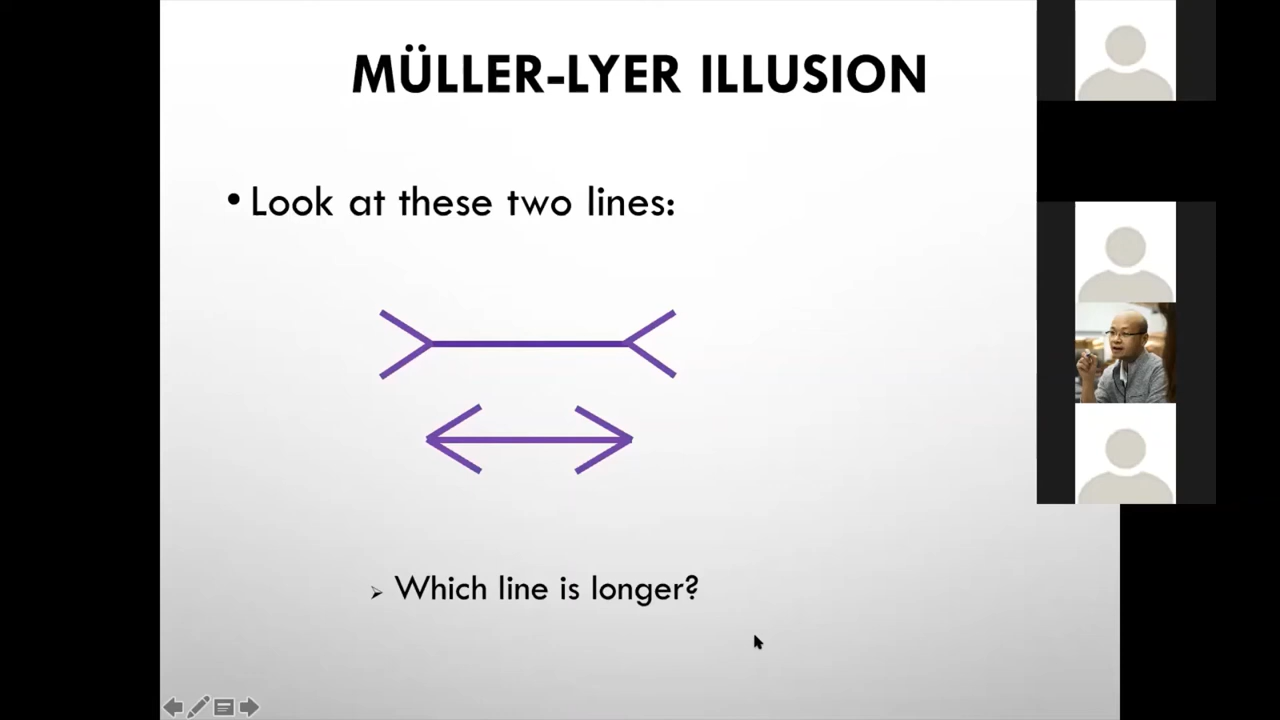 MÜLLER-LYER ILLUSION
• Look at these two lines:
➢ Which line is longer?